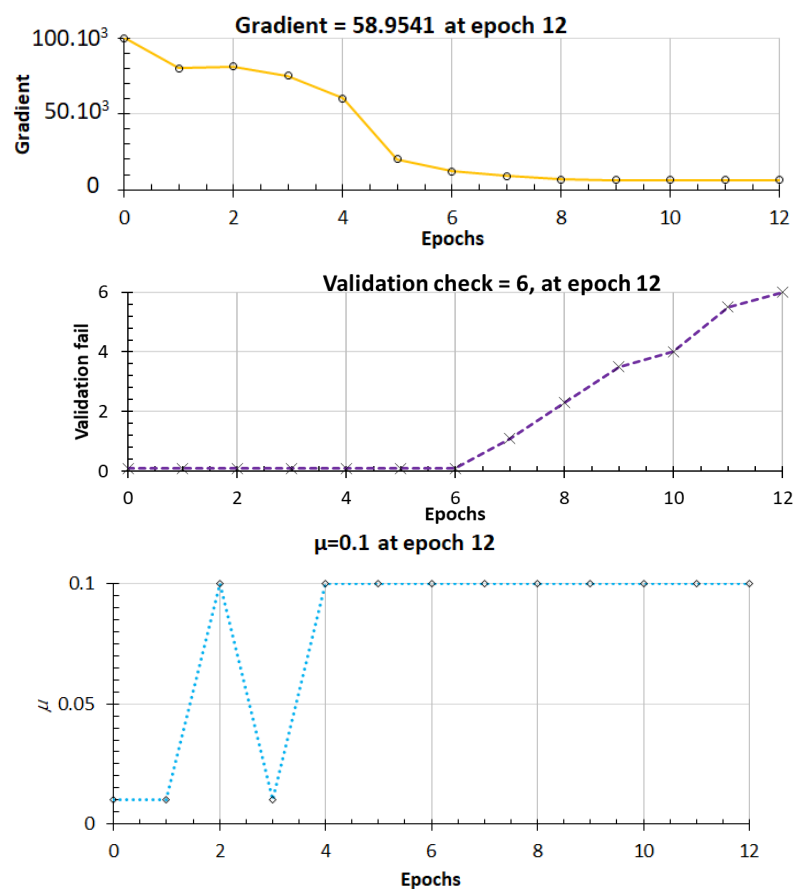 Gradient = 58.9541 at epoch 12
100.10³
50.10³
0
Gradient
0 2 4 6 8 10 12
Epochs
Validation check = 6, at epoch 12
6
4
2
0
Validation fail
0 2 4 6 8 10 12
Epochs
μ=0.1 at epoch 12
0.1
0.05
0
μ
0 2 4 6 8 10 12
Epochs